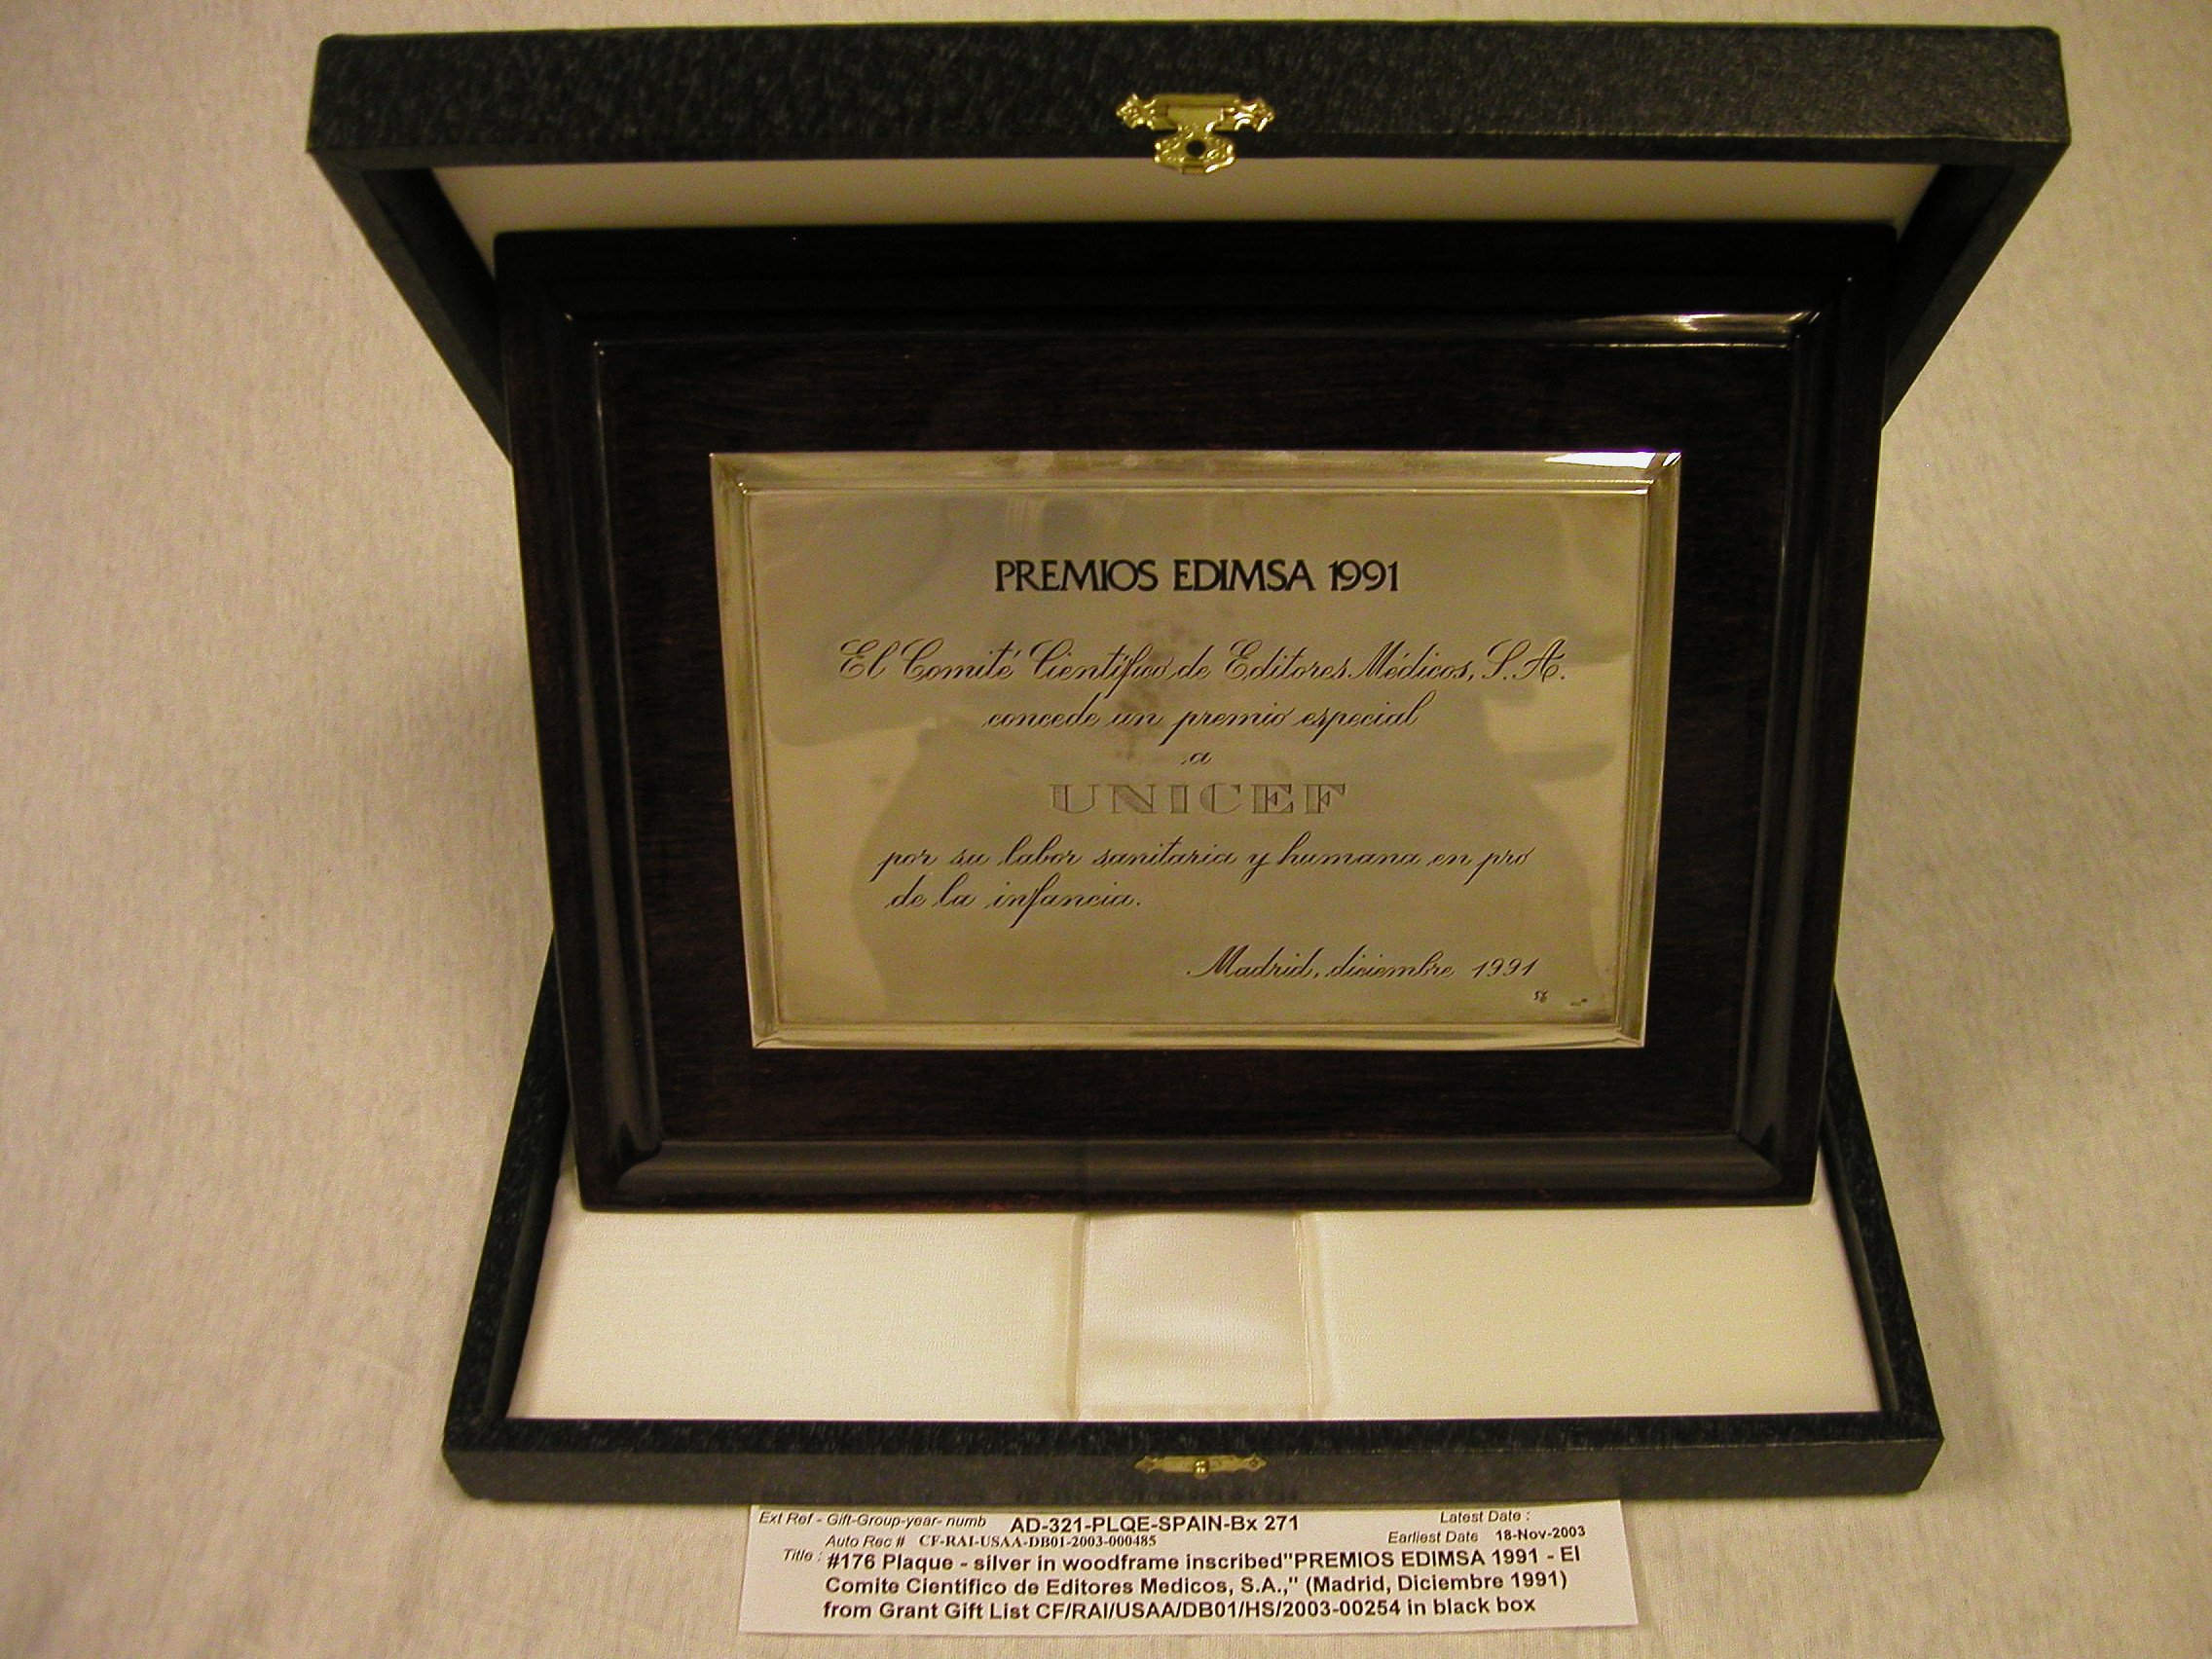 PREMIOS EDIMSA 1991
El Comité Científico de Editores Médicos, S.A.
concede un premio especial
a
UNICEF
por su labor sanitaria y humana en pro
de la infancia.
Madrid, diciembre 1991
Ext Ref - Gift-Group-year- numb AD-321-PLQE-SPAIN-Bx 271 Latest Date :
Auto Rec # CF-RAI-USAA-DB01-2003-000485 Earliest Date 18-Nov-2003
Title : #176 Plaque - silver in woodframe inscribed"PREMIOS EDIMSA 1991 - El
Comite Cientifico de Editores Medicos, S.A.," (Madrid, Diciembre 1991)
from Grant Gift List CF/RAI/USAA/DB01/HS/2003-00254 in black box